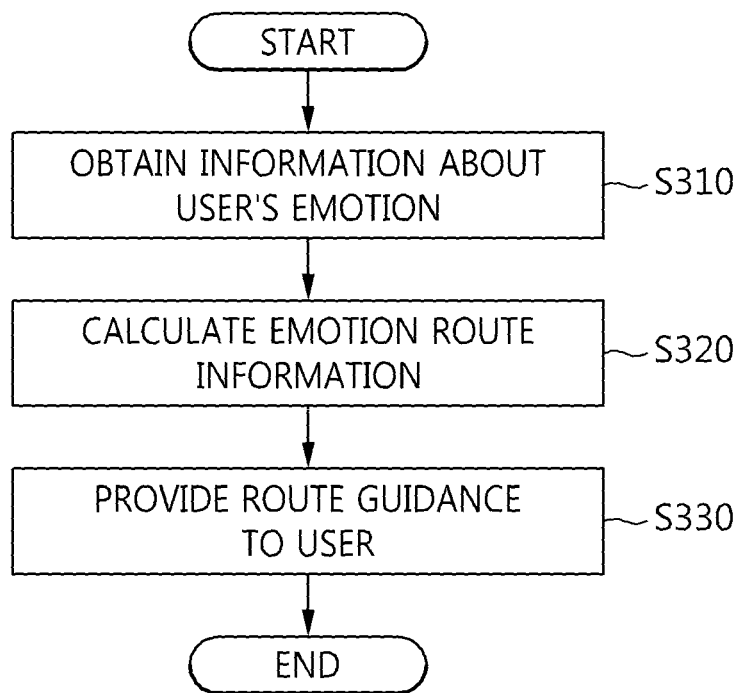 START
OBTAIN INFORMATION ABOUT
USER'S EMOTION
S310
CALCULATE EMOTION ROUTE
INFORMATION
S320
PROVIDE ROUTE GUIDANCE
TO USER
S330
END